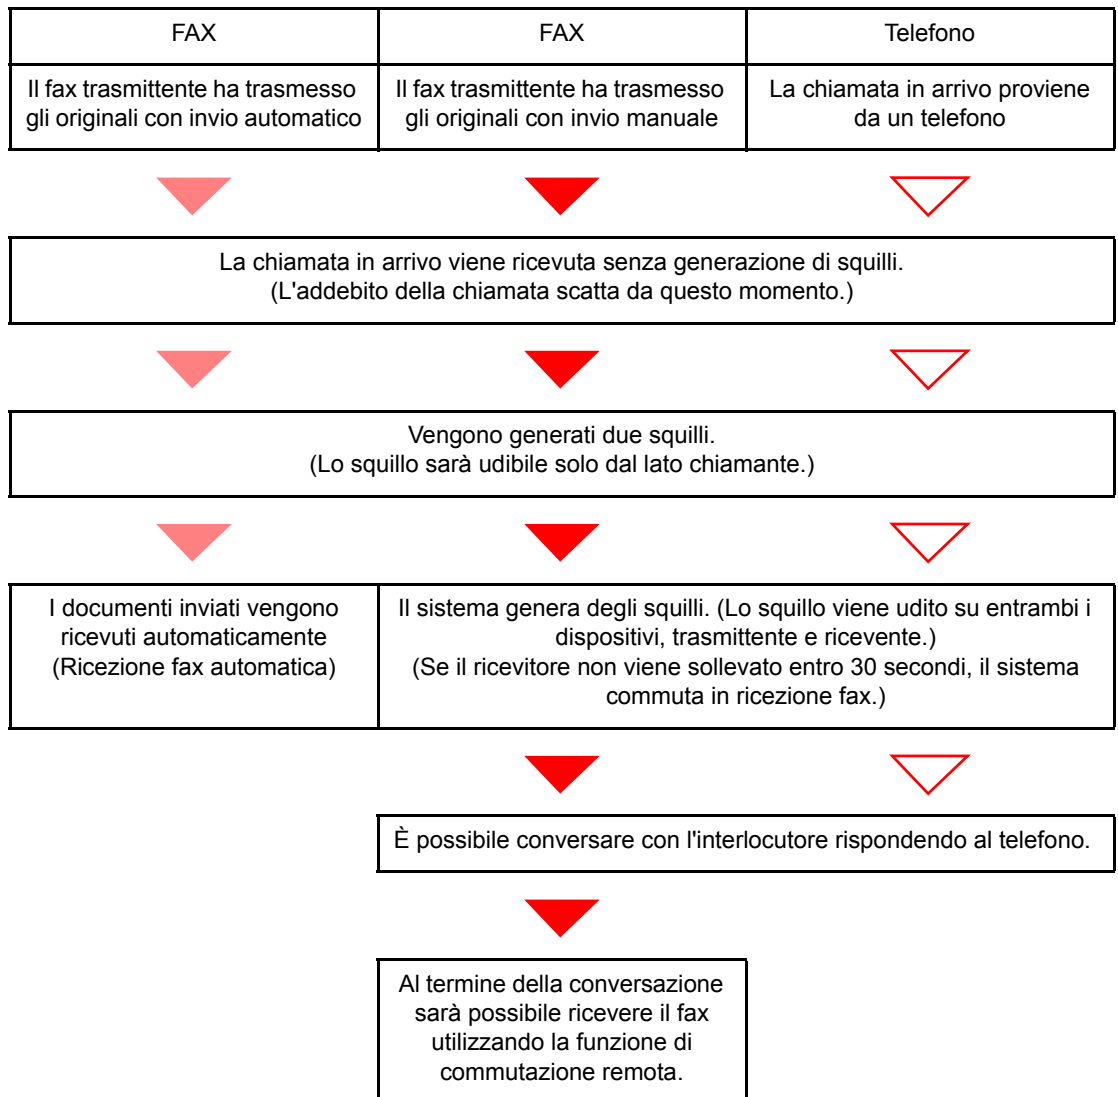 FAX
FAX
Telefono
Il fax trasmittente ha trasmesso
gli originali con invio automatico
Il fax trasmittente ha trasmesso
gli originali con invio manuale
La chiamata in arrivo proviene
da un telefono
La chiamata in arrivo viene ricevuta senza generazione di squilli.
(L'addebito della chiamata scatta da questo momento.)
Vengono generati due squilli.
(Lo squillo sarà udibile solo dal lato chiamante.)
I documenti inviati vengono
ricevuti automaticamente
(Ricezione fax automatica)
Il sistema genera degli squilli. (Lo squillo viene udito su entrambi i
dispositivi, trasmittente e ricevente.)
(Se il ricevitore non viene sollevato entro 30 secondi, il sistema
commuta in ricezione fax.)
È possibile conversare con l'interlocutore rispondendo al telefono.
Al termine della conversazione
sarà possibile ricevere il fax
utilizzando la funzione di
commutazione remota.